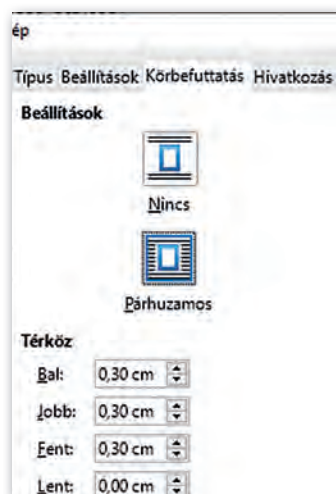 ép
Típus Beállítások Körbefuttatás Hivatkozás
Beállítások
Nincs
Párhuzamos
Térköz
Bal: 0,30 cm
Jobb: 0,30 cm
Fent: 0,30 cm
Lent: 0,00 cm